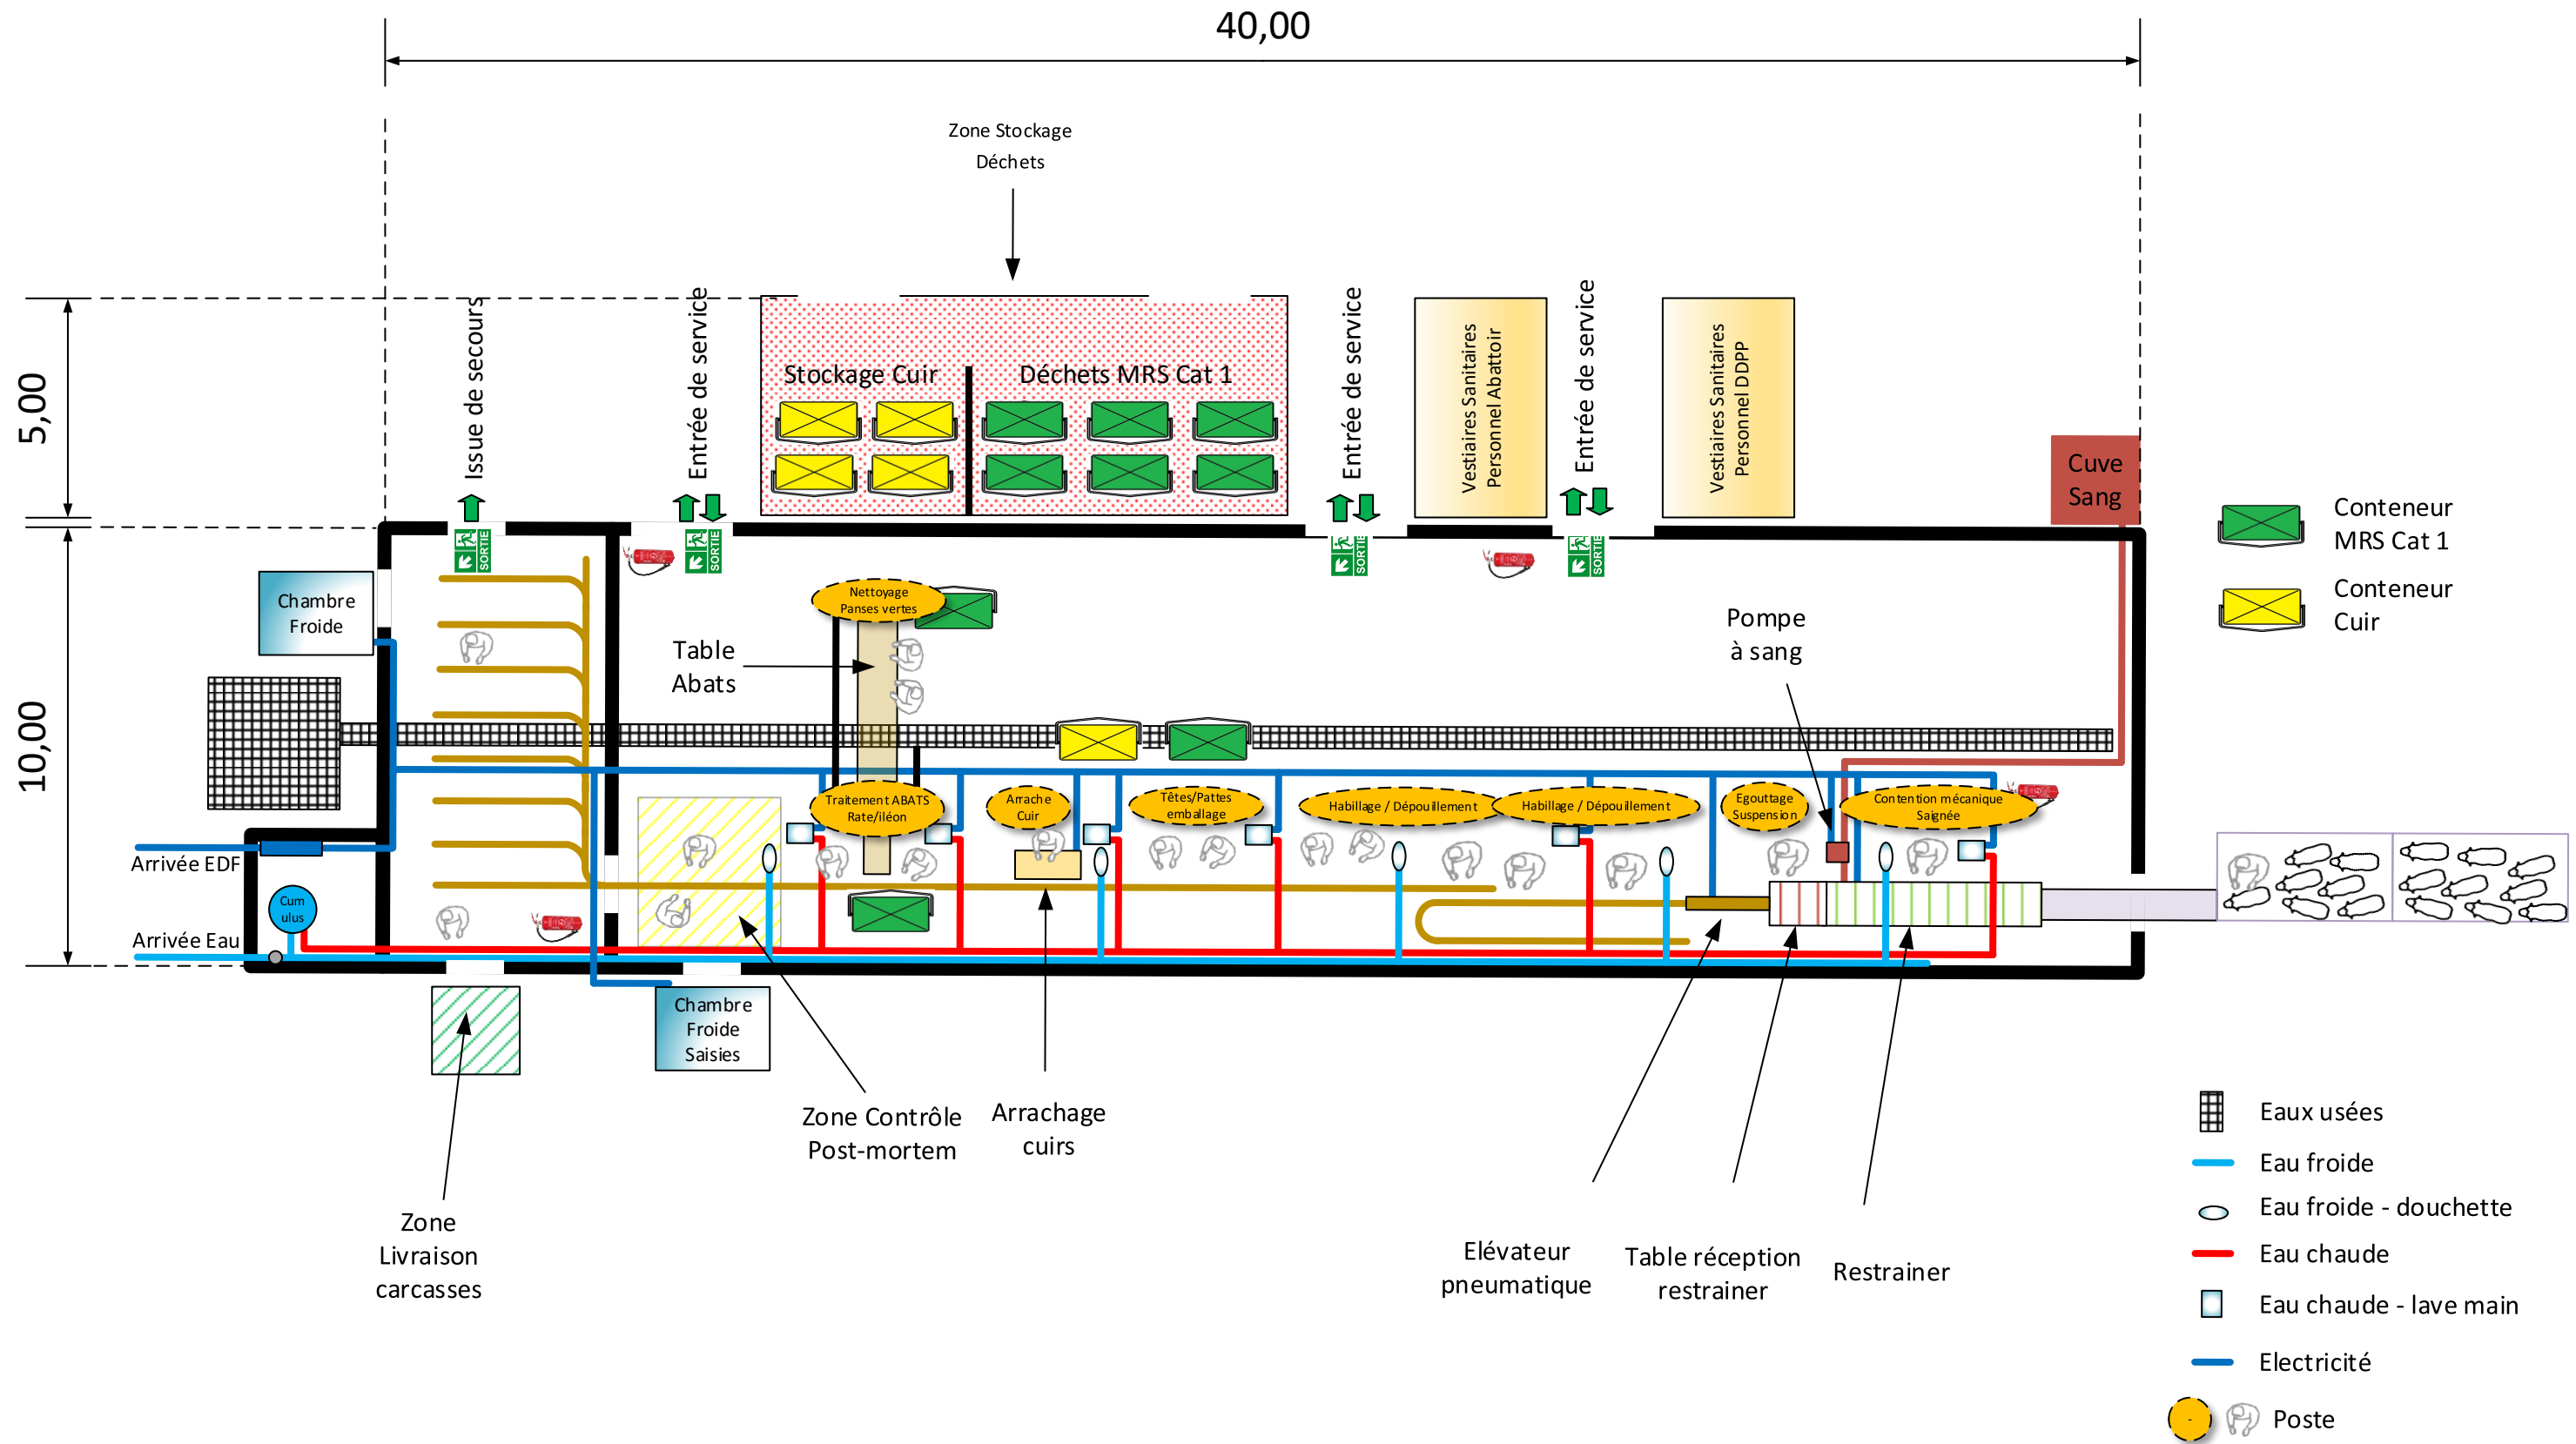 40,00
Zone Stockage
Déchets
5,00
10,00
Issue de secours
Entrée de service
Stockage Cuir
Déchets MRS Cat 1
Entrée de service
Vestiaires Sanitaires
Personnel Abattoir
Entrée de service
Vestiaires Sanitaires
Personnel DDPP
Cuve
Sang
Conteneur
MRS Cat 1
Conteneur
Cuir
SORTIE
SORTIE
SORTIE
SORTIE
Chambre
Froide
Nettoyage
Panses vertes
Table
Abats
Pompe
à sang
Traitement ABATS
Rate/iléon
Arrache
Cuir
Têtes/Pattes
emballage
Habillage / Dépouillement
Habillage / Dépouillement
Egouttage
Suspension
Contention mécanique
Saignée
Arrivée EDF
Cum
ulus
Arrivée Eau
Chambre
Froide
Saisies
Zone Contrôle
Post-mortem
Arrachage
cuirs
Zone
Livraison
carcasses
Elévateur
pneumatique
Table réception
restrainer
Restrainer
Eaux usées
Eau froide
Eau froide - douchette
Eau chaude
Eau chaude - lave main
Electricité
-
Poste